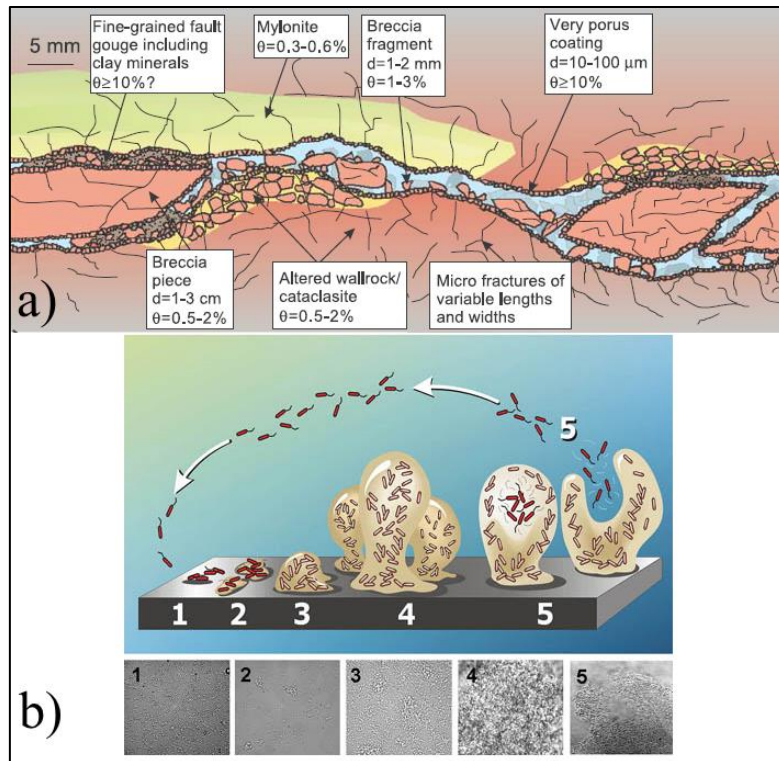 5 mm
Fine-grained fault
gouge including
clay minerals
θ≥10%?
Mylonite
θ=0.3-0.6%
Breccia
fragment
d=1-2 mm
θ=1-3%
Very porus
coating
d=10-100 µm
θ≥10%
Breccia
piece
d=1-3 cm
θ=0.5-2%
Altered wallrock/
cataclasite
θ=0.5-2%
Micro fractures of
variable lengths
and widths
a)
5
1 2 3 4 5
1 2 3 4 5
b)